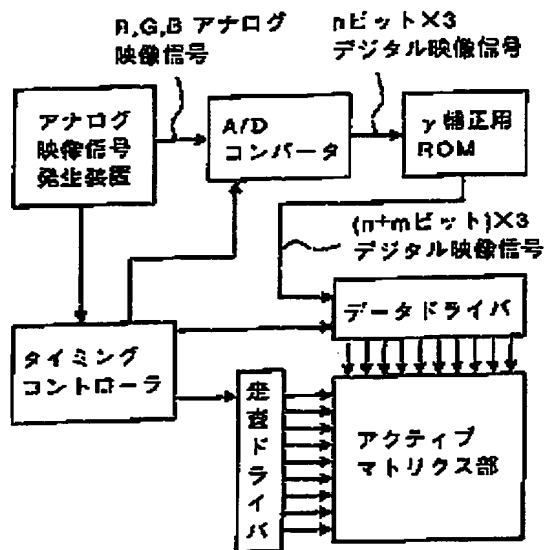 R,G,B アナログ
映像信号
nビット×3
デジタル映像信号
アナログ
映像信号
発生装置
A/D
コンバータ
γ補正用
ROM
(n+mビット)×3
デジタル映像信号
データドライバ
タイミング
コントローラ
走査ドライバ
アクティブ
マトリクス部